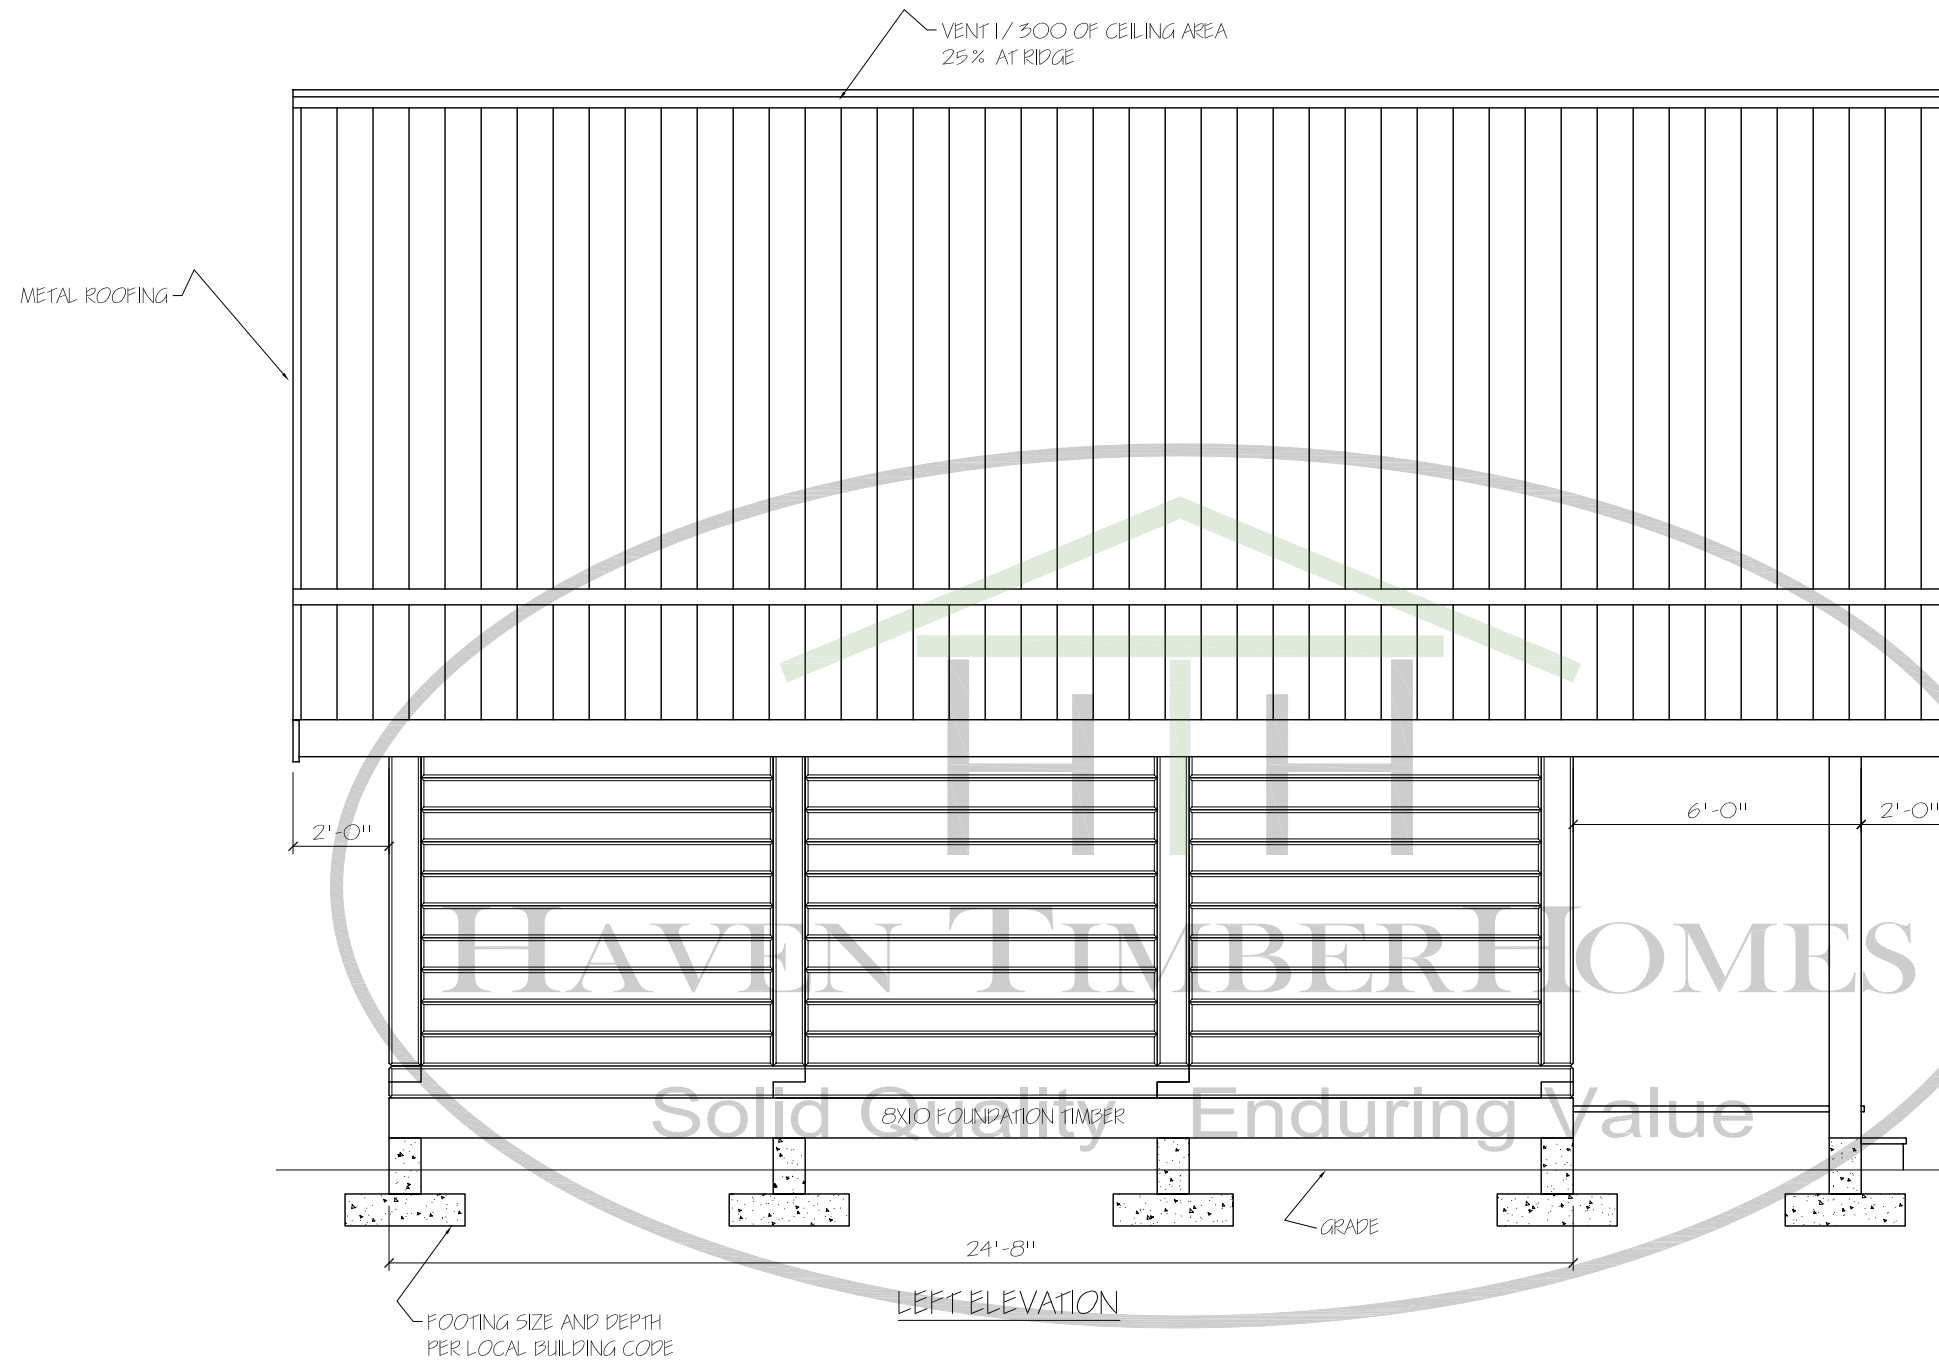 VENT 1/300 OF CEILING AREA
25% AT RIDGE
METAL ROOFING
2'-0"
6'-0"
2'-0"
HAVEN TIMBERHOMES
Solid Quality Enduring Value
8X10 FOUNDATION TIMBER
GRADE
24'-8"
LEFT ELEVATION
FOOTING SIZE AND DEPTH
PER LOCAL BUILDING CODE